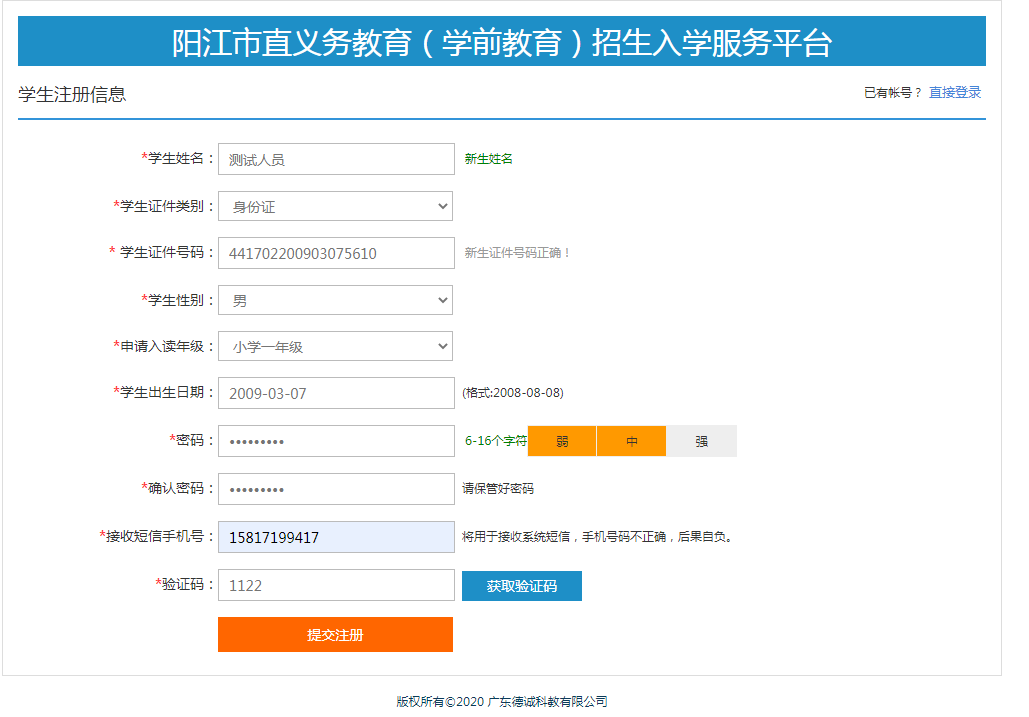 阳江市直义务教育（学前教育）招生入学服务平台
学生注册信息 已有帐号？ 直接登录
*学生姓名： 测试人员 新生姓名
*学生证件类别： 身份证
* 学生证件号码： 441702200903075610 新生证件号码正确！
*学生性别： 男
*申请入读年级： 小学一年级
*学生出生日期： 2009-03-07 (格式:2008-08-08)
*密码： ••••••••• 6-16个字符 弱 中 强
*确认密码： ••••••••• 请保管好密码
*接收短信手机号： 15817199417 将用于接收系统短信，手机号码不正确，后果自负。
*验证码： 1122 获取验证码
提交注册
版权所有©2020 广东德诚科教有限公司